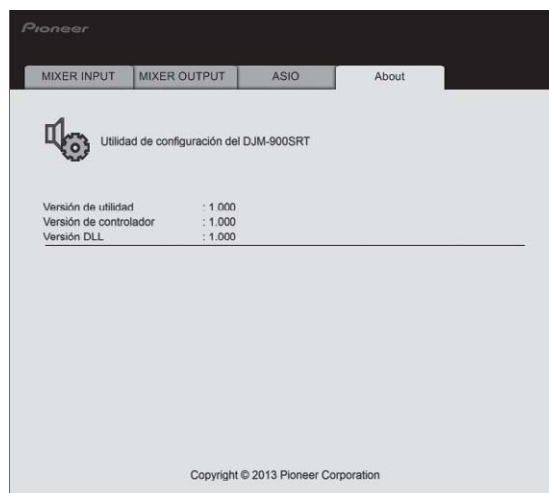 Pioneer
MIXER INPUT MIXER OUTPUT ASIO About
Utilidad de configuración del DJM-900SRT
Versión de utilidad : 1.000
Versión de controlador : 1.000
Versión DLL : 1.000
Copyright © 2013 Pioneer Corporation